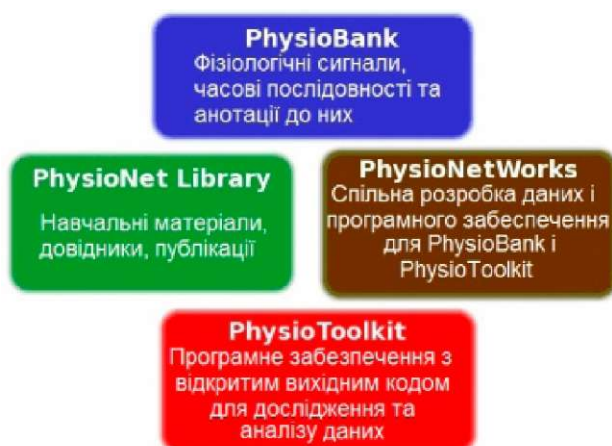 PhysioBank
Фізіологічні сигнали,
часові послідовності та
анотації до них
PhysioNet Library
Навчальні матеріали,
довідники, публікації
PhysioNetWorks
Спільна розробка даних і
програмного забеспечення
для PhysioBank і
PhysioToolkit
PhysioToolkit
Програмне забезпечення з
відкритим вихідним кодом
для дослідження та
аналізу даних